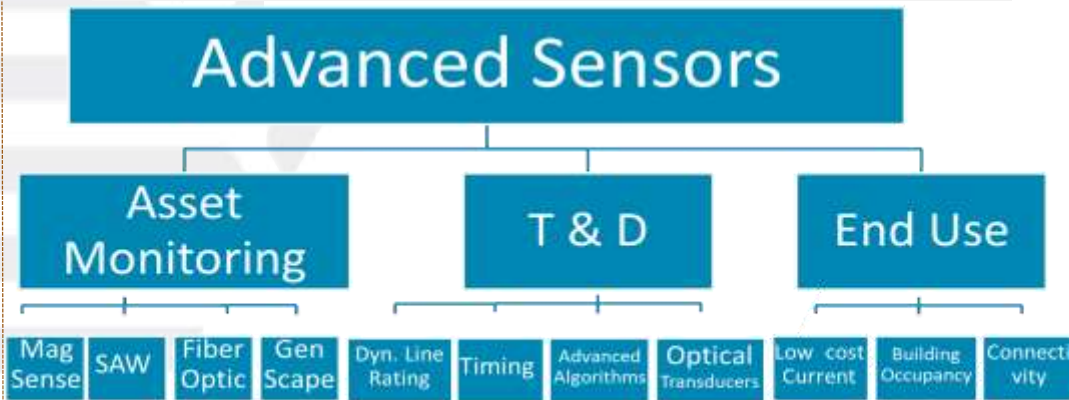 Advanced Sensors
Asset
Monitoring
T & D
End Use
Mag
Sense
SAW
Fiber
Optic
Gen
Scape
Dyn. Line
Rating
Timing
Advanced
Algorithms
Optical
Transducers
Low cost
Current
Building
Occupancy
Connecti
vity